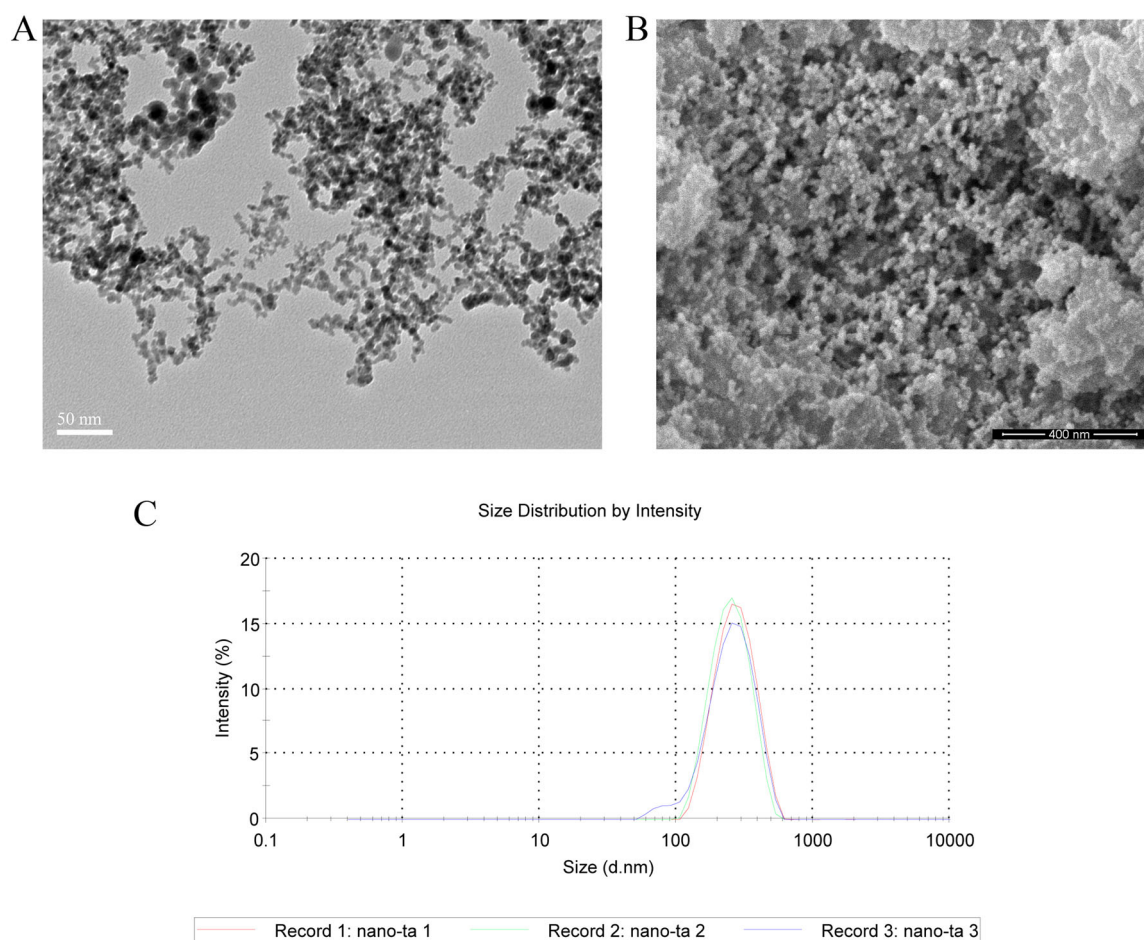 A
B
50 nm
400 nm
C
Size Distribution by Intensity
20
15
10
5
0
Intensity (%)
0.1 1 10 100 1000 10000
Size (d.nm)
Record 1: nano-ta 1 Record 2: nano-ta 2 Record 3: nano-ta 3